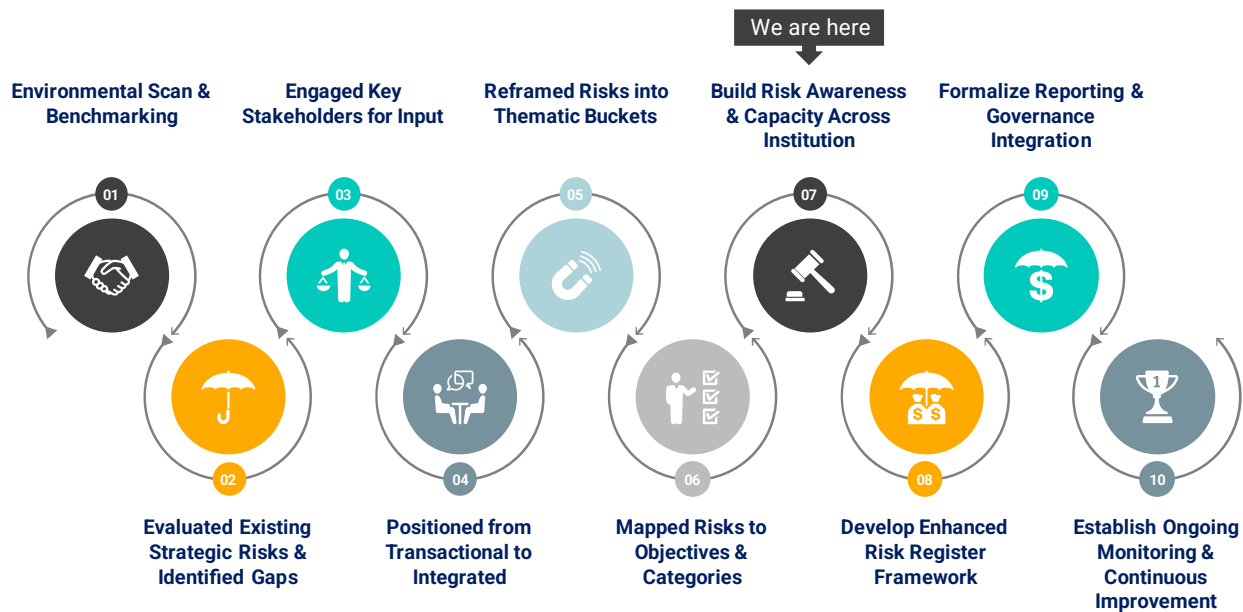 We are here
Environmental Scan &
Benchmarking
Engaged Key
Stakeholders for Input
Reframed Risks into
Thematic Buckets
Build Risk Awareness
& Capacity Across
Institution
Formalize Reporting &
Governance
Integration
01
03
05
07
09
$
1
$ $
02
04
06
08
10
Evaluated Existing
Strategic Risks &
Identified Gaps
Positioned from
Transactional to
Integrated
Mapped Risks to
Objectives &
Categories
Develop Enhanced
Risk Register
Framework
Establish Ongoing
Monitoring &
Continuous
Improvement